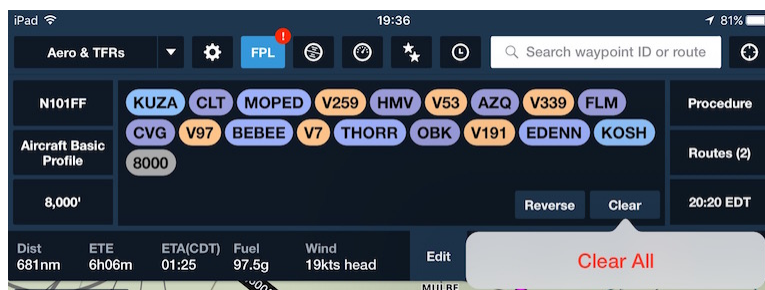 iPad 19:36 81%
Aero & TFRs FPL ! Search waypoint ID or route
N101FF KUZA CLT MOPED V259 HMV V53 AZQ V339 FLM Procedure
CVG V97 BEBEE V7 THORR OBK V191 EDENN KOSH
Aircraft Basic Profile 8000 Routes (2)
8,000' Reverse Clear 20:20 EDT
Dist ETE ETA(CDT) Fuel Wind
681nm 6h06m 01:25 97.5g 19kts head Edit
Clear All